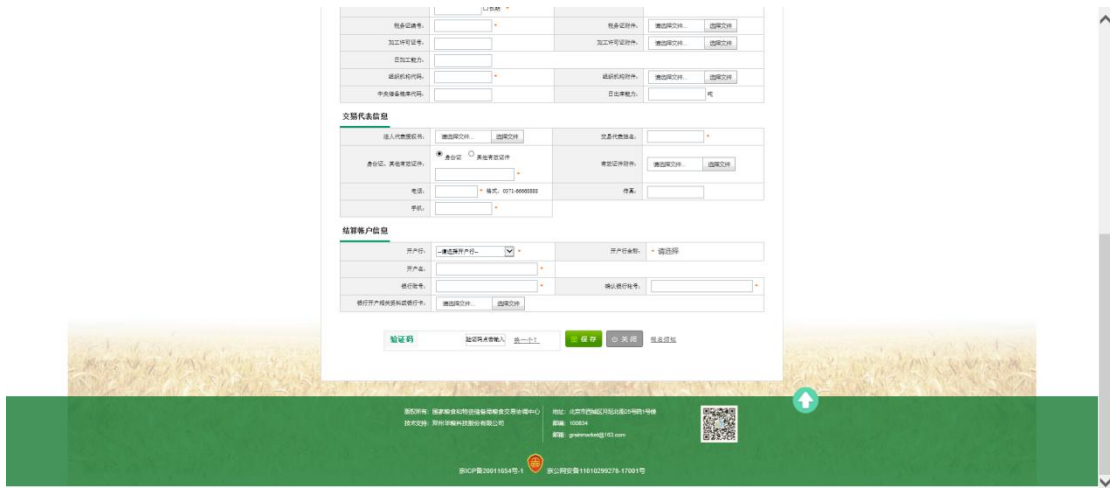 □长期 *
税务证编号: * 税务证附件: 请选择文件... 选择文件
加工许可证号: 加工许可证附件: 请选择文件... 选择文件
日加工能力:
组织机构代码: * 组织机构附件: 请选择文件... 选择文件
中央储备粮库代码: 日出库能力: 吨
交易代表信息
法人代表授权书: 请选择文件... 选择文件 交易代表姓名: *
身份证、其他有效证件: 身份证 其他有效证件 * 有效证件附件: 请选择文件... 选择文件
电话: * 格式: 0371-66668888 传真:
手机: *
结算帐户信息
开户行: --请选择开户行-- * 开户行全称: * 请选择
开户名: *
银行账号: * 确认银行帐号: *
银行开户相关资料或银行卡: 请选择文件... 选择文件
验证码 验证码点击输入 换一个? 保存 关闭 报名须知
版权所有: 国家粮食和物资储备局粮食交易协调中心 地址: 北京市西城区月坛北街25号院1号楼
技术支持: 郑州华粮科技股份有限公司 邮编: 100834
邮箱: grainmarket@163.com
京ICP备20011654号-1 京公网安备11010299278-17001号